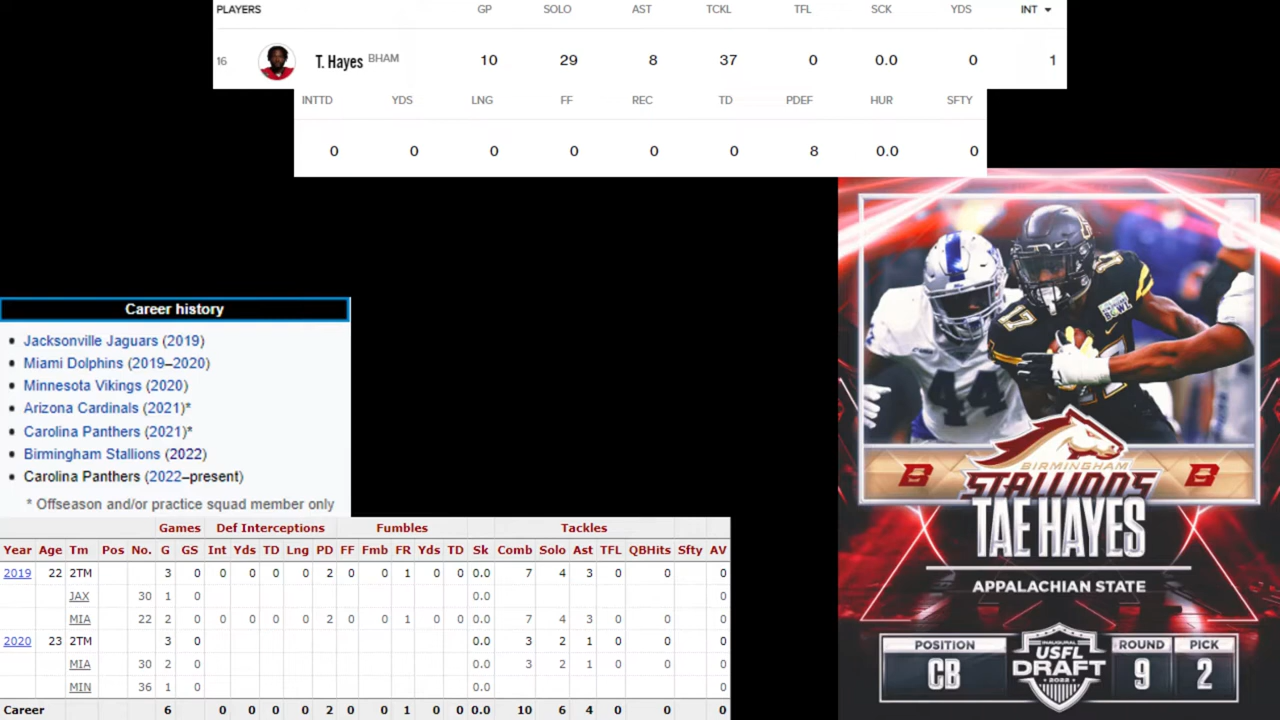 PLAYERS GP SOLO AST TCKL TFL SCK YDS INT
16 T. Hayes BHAM 10 29 8 37 0 0.0 0 1
INTTD YDS LNG FF REC TD PDEF HUR SFTY
0 0 0 0 0 0 8 0.0 0
Career history
• Jacksonville Jaguars (2019)
• Miami Dolphins (2019–2020)
• Minnesota Vikings (2020)
• Arizona Cardinals (2021)*
• Carolina Panthers (2021)*
• Birmingham Stallions (2022)
• Carolina Panthers (2022–present)
* Offseason and/or practice squad member only
Games Def Interceptions Fumbles Tackles
Year Age Tm Pos No. G GS Int Yds TD Lng PD FF Fmb FR Yds TD Sk Comb Solo Ast TFL QBHits Sfty AV
2019 22 2TM 3 0 0 0 0 0 2 0 0 1 0 0 0.0 7 4 3 0 0 0
JAX 30 1 0 0.0 0
MIA 22 2 0 0 0 0 0 2 0 0 1 0 0 0.0 7 4 3 0 0 0
2020 23 2TM 3 0 0.0 3 2 1 0 0 0
MIA 30 2 0 0.0 3 2 1 0 0 0
MIN 36 1 0 0.0 0
Career 6 0 0 0 0 0 2 0 0 1 0 0 0.0 10 6 4 0 0 0
17
17
44
BOWL
BIRMINGHAM
B STALLIONS B
TAE HAYES
APPALACHIAN STATE
POSITION
CB
INAUGURAL
USFL
DRAFT
2022
ROUND
9
PICK
2